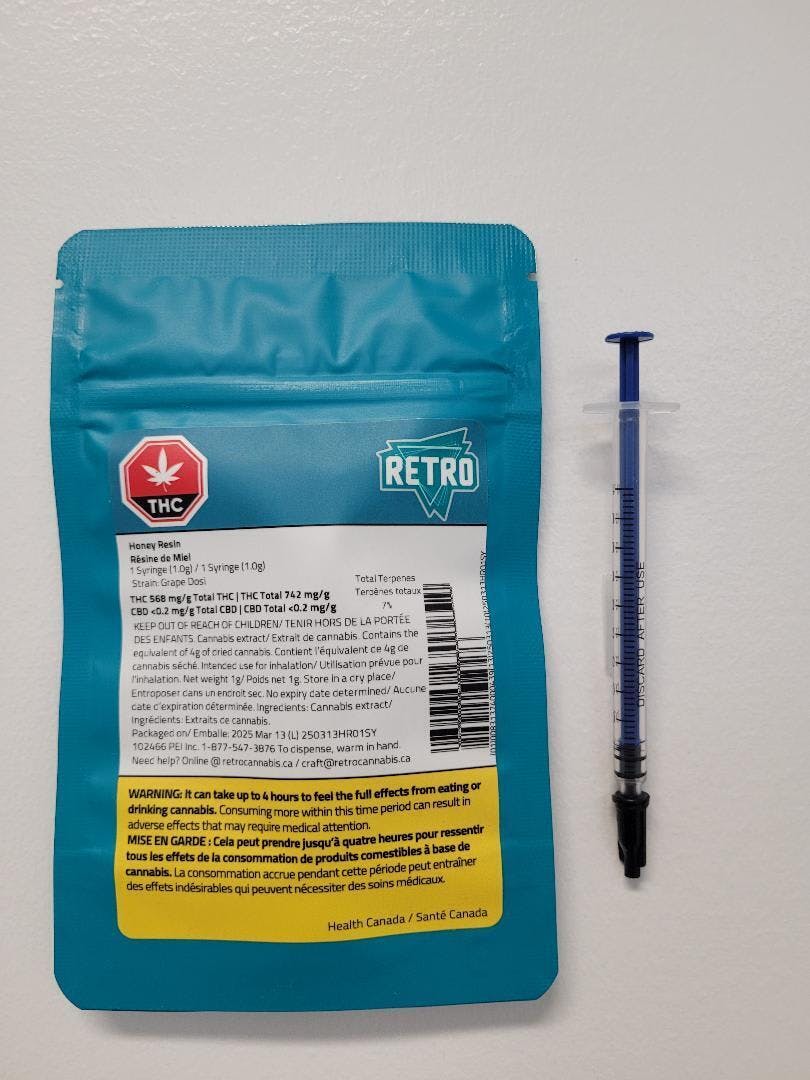 THC
RETRO
Honey Resin
Résine de Miel
1 Syringe (1.0g) / 1 Syringe (1.0g)
Strain: Grape Dosi
Total Terpenes
Terpènes totaux
7%
THC 568 mg/g Total THC | THC Total 742 mg/g
CBD <0.2 mg/g Total CBD | CBD Total <0.2 mg/g
KEEP OUT OF REACH OF CHILDREN/ TENIR HORS DE LA PORTÉE
DES ENFANTS. Cannabis extract/ Extrait de cannabis. Contains the
equivalent of 4g of dried cannabis. Contient l'équivalent de 4g de
cannabis séché. Intended use for inhalation/ Utilisation prévue pour
l'inhalation. Net weight 1g/ Poids net 1g. Store in a dry place/
Entroposer dans un endroit sec. No expiry date determined/ Aucune
date d'expiration déterminée. Ingredients: Cannabis extract/
Ingrédients: Extraits de cannabis.
Packaged on/ Emballe: 2025 Mar 13 (L) 250313HR01SY
102466 PEI Inc. 1-877-547-3876 To dispense, warm in hand.
Need help? Online @ retrocannabis.ca / craft@retrocannabis.ca
WARNING: It can take up to 4 hours to feel the full effects from eating or
drinking cannabis. Consuming more within this time period can result in
adverse effects that may require medical attention.
MISE EN GARDE : Cela peut prendre jusqu'à quatre heures pour ressentir
tous les effets de la consommation de produits comestibles à base de
cannabis. La consommation accrue pendant cette période peut entraîner
des effets indésirables qui peuvent nécessiter des soins médicaux.
Health Canada / Santé Canada
DISCARD AFTER USE